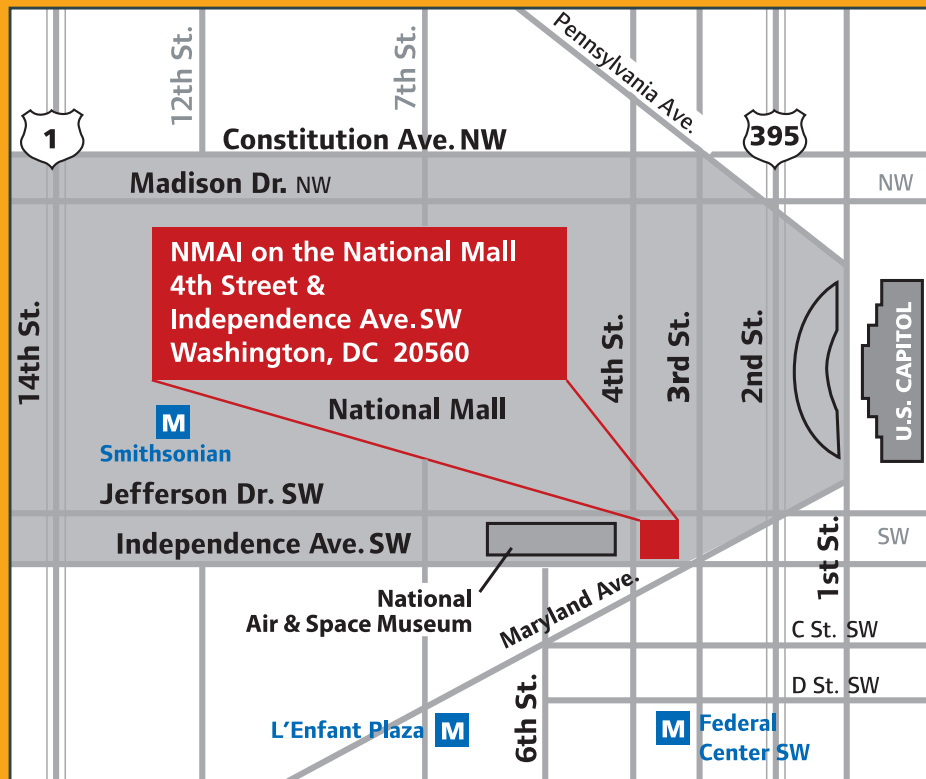 Pennsylvania Ave.
12th St.
7th St.
1
Constitution Ave. NW
395
Madison Dr. NW
NW
NMAI on the National Mall
4th Street &
Independence Ave. SW
Washington, DC 20560
14th St.
4th St.
3rd St.
2nd St.
U.S. CAPITOL
National Mall
M
Smithsonian
Jefferson Dr. SW
Independence Ave. SW
SW
1st St.
National
Air & Space Museum
Maryland Ave.
C St. SW
D St. SW
6th St.
L’Enfant Plaza M
M Federal
Center SW